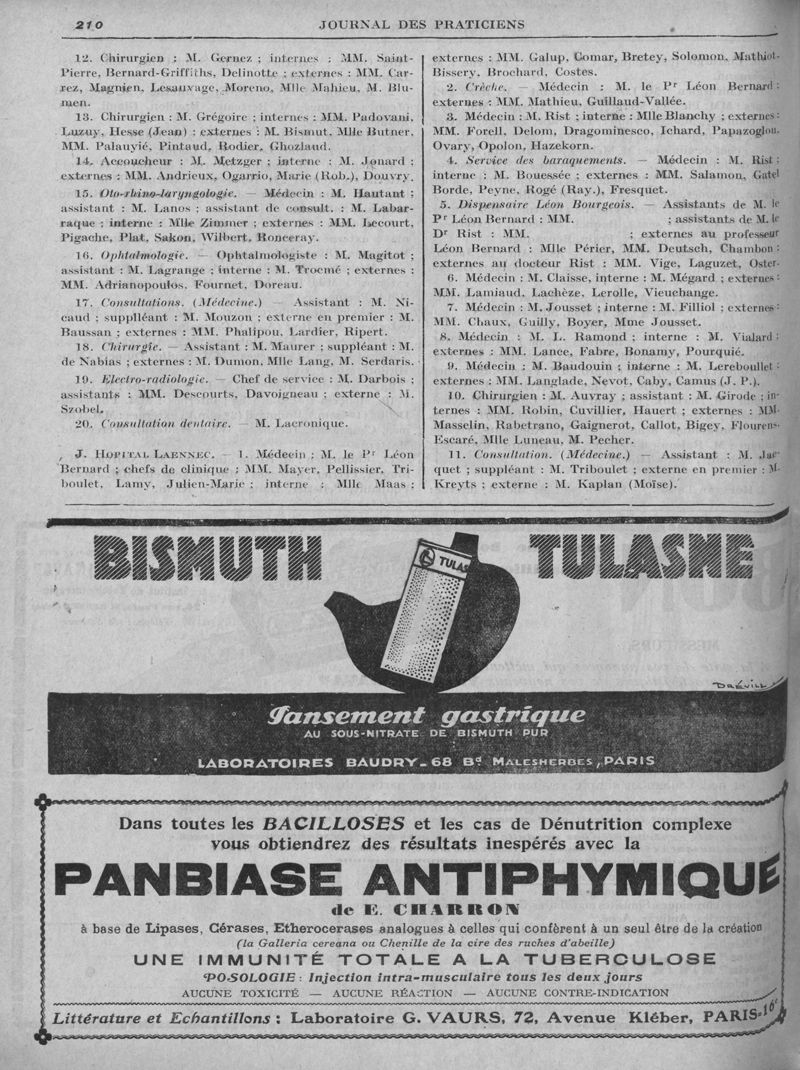 210
JOURNAL DES PRATICIENS
12. Chirurgien : M. Gernez ; internes : MM. Saint-
Pierre, Bernard-Griffiths, Delinotte ; externes : MM. Car-
rez, Magnien, Lesauvage, Moreno, Mlle Mahieu, M. Blu-
men.
13. Chirurgien : M. Grégoire ; internes : MM. Padovani,
Luzuy, Hesse (Jean) : externes : M. Bismut, Mlle Butner,
MM. Palauyié, Pintaud, Rodier, Ghozlaud.
14. Accoucheur : M. Metzger ; interne : M. Jonard ;
externes : MM. Andrieux, Ogarrio, Marie (Rob.), Douvry.
15. Oto-rhino-laryngologie. — Médecin : M. Hautant ;
assistant : M. Lanos ; assistant de consult. : M. Labar-
raque ; interne : Mlle Zimmer ; externes : MM. Lecourt,
Pigache, Plat, Sakon, Wilbert, Ronceray.
16. Ophtalmologie. — Ophtalmologiste : M. Magitot ;
assistant : M. Lagrange ; interne : M. Trocmé ; externes :
MM. Adrianopoulos, Fournet, Doreau.
17. Consultations. (Médecine.) — Assistant : M. Ni-
caud ; suppléant : M. Mouzon ; externe en premier : M.
Baussan ; externes : MM. Phalipou, Lardier, Ripert.
18. Chirurgie. — Assistant : M. Maurer ; suppléant : M.
de Nabias ; externes : M. Dumon, Mlle Lang, M. Serdaris.
19. Electro-radiologie. — Chef de service : M. Darbois ;
assistants : MM. Descourts, Davoigneau ; externe : M.
Szobel.
20. Consultation dentaire. — M. Lacronique.
J. HOPITAL LAENNEC. — 1. Médecin : M. le Pr Léon
Bernard ; chefs de clinique : MM. Mayer, Pellissier, Tri-
boulet, Lamy, Julien-Marie ; interne : Mlle Maas ;
externes : MM. Galup, Comar, Bretey, Solomon, Mathiot-
Bissery, Brochard, Costes.
2. Crèche. — Médecin : M. le Pr Léon Bernard ;
externes : MM. Mathieu, Guillaud-Vallée.
3. Médecin : M. Rist ; interne : Mlle Blanchy ; externes :
MM. Forell, Delom, Dragominesco, Ichard, Papazoglou,
Ovary, Opolon, Hazekorn.
4. Service des baraquements. — Médecin : M. Rist ;
interne : M. Bouessée ; externes : MM. Salamon, Gatel
Borde, Peyne, Rogé (Ray.), Fresquet.
5. Dispensaire Léon Bourgeois. — Assistants de M. le
Pr Léon Bernard : MM. ; assistants de M. le
Dr Rist : MM. ; externes au professeur
Léon Bernard : Mlle Périer, MM. Deutsch, Chambon ;
externes au docteur Rist : MM. Vige, Laguzet, Oster.
6. Médecin : M. Claisse, interne : M. Mégard ; externes :
MM. Lamiaud, Lachèze, Lerolle, Vieuchange.
7. Médecin : M. Jousset ; interne : M. Filliol ; externes :
MM. Chaux, Guilly, Boyer, Mme Jousset.
8. Médecin : M. L. Ramond ; interne : M. Vialard ;
externes : MM. Lance, Fabre, Bonamy, Pourquié.
9. Médecin : M. Baudouin ; interne : M. Lereboullet ;
externes : MM. Langlade, Nevot, Caby, Camus (J. P.).
10. Chirurgien : M. Auvray ; assistant : M. Girode ; in-
ternes : MM. Robin, Cuvillier, Hauert ; externes : MM.
Masselin, Rabetrano, Gaignerot, Callot, Bigey, Flourens-
Escaré, Mlle Luneau, M. Pecher.
11. Consultation. (Médecine.) — Assistant : M. Jac-
quet ; suppléant : M. Triboulet ; externe en premier : M.
Kreyts ; externe : M. Kaplan (Moïse).
BISMUTH TULASNE
TULAS
DRÉVILL
Pansement gastrique
AU SOUS-NITRATE DE BISMUTH PUR
LABORATOIRES BAUDRY_68 Bd MALESHERBES, PARIS
Dans toutes les BACILLOSES et les cas de Dénutrition complexe
vous obtiendrez des résultats inespérés avec la
PANBIASE ANTIPHYMIQUE
de E. CHARRON
à base de Lipases, Cérases, Etherocerases analogues à celles qui confèrent à un seul être de la création
(la Galleria cereana ou Chenille de la cire des ruches d'abeille)
UNE IMMUNITÉ TOTALE A LA TUBERCULOSE
POSOLOGIE : Injection intra-musculaire tous les deux jours
AUCUNE TOXICITÉ — AUCUNE RÉACTION — AUCUNE CONTRE-INDICATION
Littérature et Echantillons : Laboratoire G. VAURS, 72, Avenue Kléber, PARIS-16e